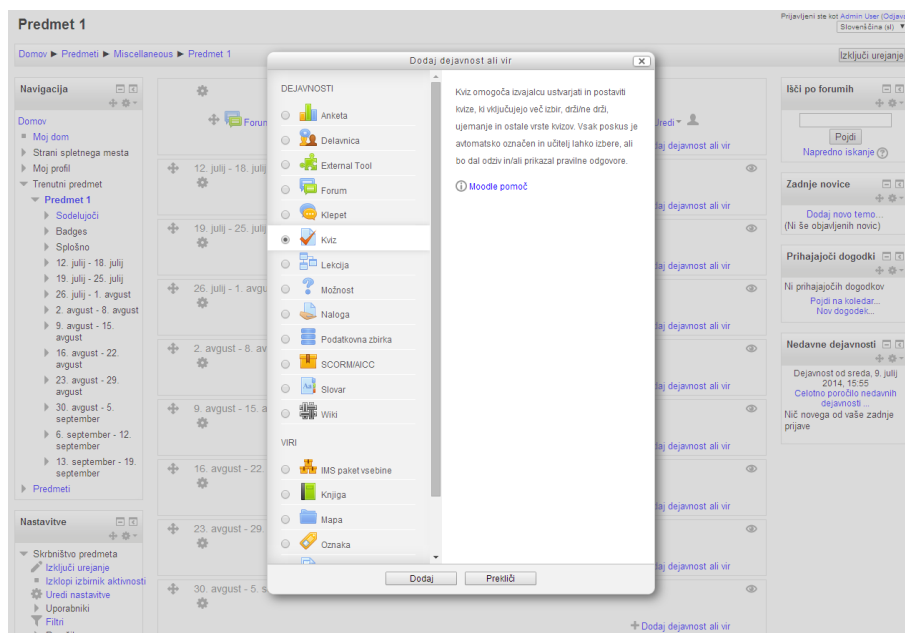 Predmet 1
Prijavljeni ste kot Admin User (Odjava
Slovenščina (sl)
Domov ► Predmeti ► Miscellaneous ► Predmet 1
Izključi urejanje
Navigacija
Domov
Moj dom
Strani spletnega mesta
Moj profil
Trenutni predmet
Predmet 1
Sodelujoči
Badges
Splošno
12. julij - 18. julij
19. julij - 25. julij
26. julij - 1. avgust
2. avgust - 8. avgust
9. avgust - 15.
avgust
16. avgust - 22.
avgust
23. avgust - 29.
avgust
30. avgust - 5.
september
6. september - 12.
september
13. september - 19.
september
Predmeti
Nastavitve
Skrbništvo predmeta
Izključi urejanje
Izklopi izbirnik aktivnosti
Uredi nastavitve
Uporabniki
Filtri
Forum
12. julij - 18. julij
19. julij - 25. julij
26. julij - 1. avgu
2. avgust - 8. av
9. avgust - 15. a
16. avgust - 22.
23. avgust - 29.
30. avgust - 5. s
Dodaj dejavnost ali vir
DEJAVNOSTI
Anketa
Delavnica
External Tool
Forum
Klepet
Kviz
Lekcija
Možnost
Naloga
Podatkovna zbirka
SCORM/AICC
Slovar
Wiki
VIRI
IMS paket vsebine
Knjiga
Mapa
Oznaka
Kviz omogoča izvajalcu ustvarjati in postaviti
kvize, ki vključujejo več izbir, drži/ne drži,
ujemanje in ostale vrste kvizov. Vsak poskus je
avtomatsko označen in učitelj lahko izbere, ali
bo dal odziv in/ali prikazal pravilne odgovore.
Moodle pomoč
Dodaj
Prekliči
Uredi
daj dejavnost ali vir
daj dejavnost ali vir
daj dejavnost ali vir
daj dejavnost ali vir
daj dejavnost ali vir
daj dejavnost ali vir
daj dejavnost ali vir
daj dejavnost ali vir
Dodaj dejavnost ali vir
Išči po forumih
Pojdi
Napredno iskanje
Zadnje novice
Dodaj novo temo...
(Ni še objavljenih novic)
Prihajajoči dogodki
Ni prihajajočih dogodkov
Pojdi na koledar...
Nov dogodek...
Nedavne dejavnosti
Dejavnost od sreda, 9. julij
2014, 15:55
Celotno poročilo nedavnih
dejavnosti ...
Nič novega od vaše zadnje
prijave